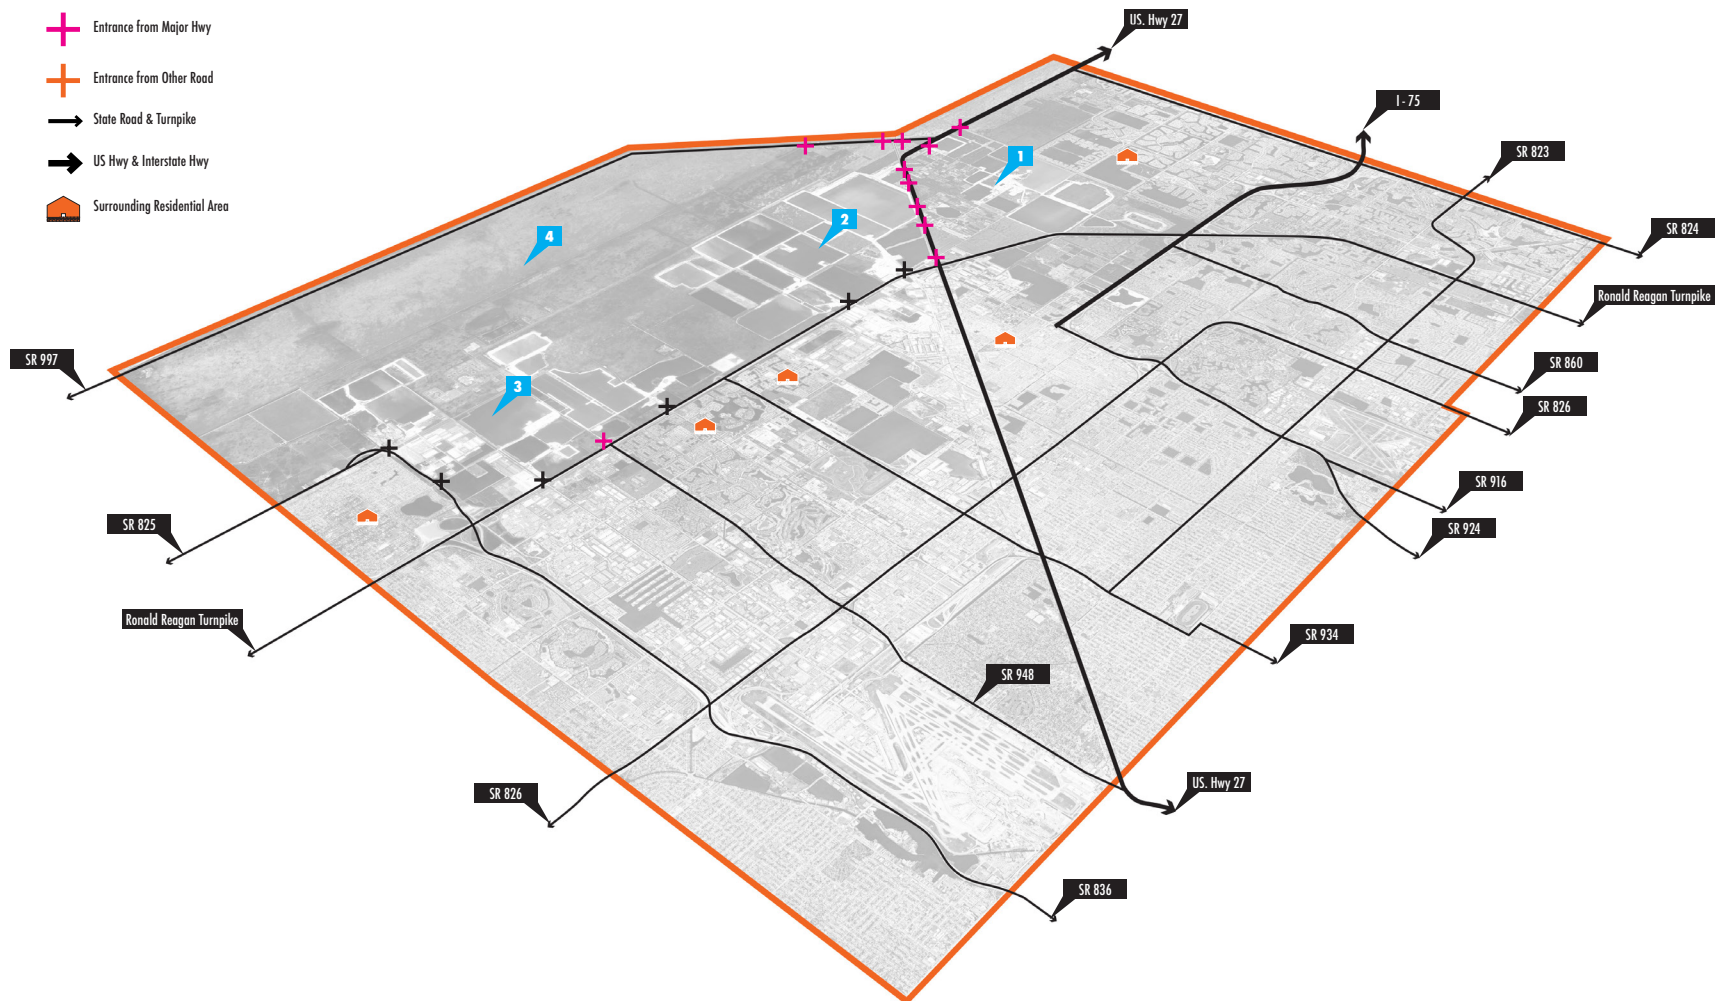 Entrance from Major Hwy
Entrance from Other Road
State Road & Turnpike
US Hwy & Interstate Hwy
Surrounding Residential Area
US. Hwy 27
I - 75
SR 823
SR 824
1
2
4
Ronald Reagan Turnpike
SR 997
SR 860
3
SR 826
SR 916
SR 825
SR 924
Ronald Reagan Turnpike
SR 934
SR 948
US. Hwy 27
SR 826
SR 836